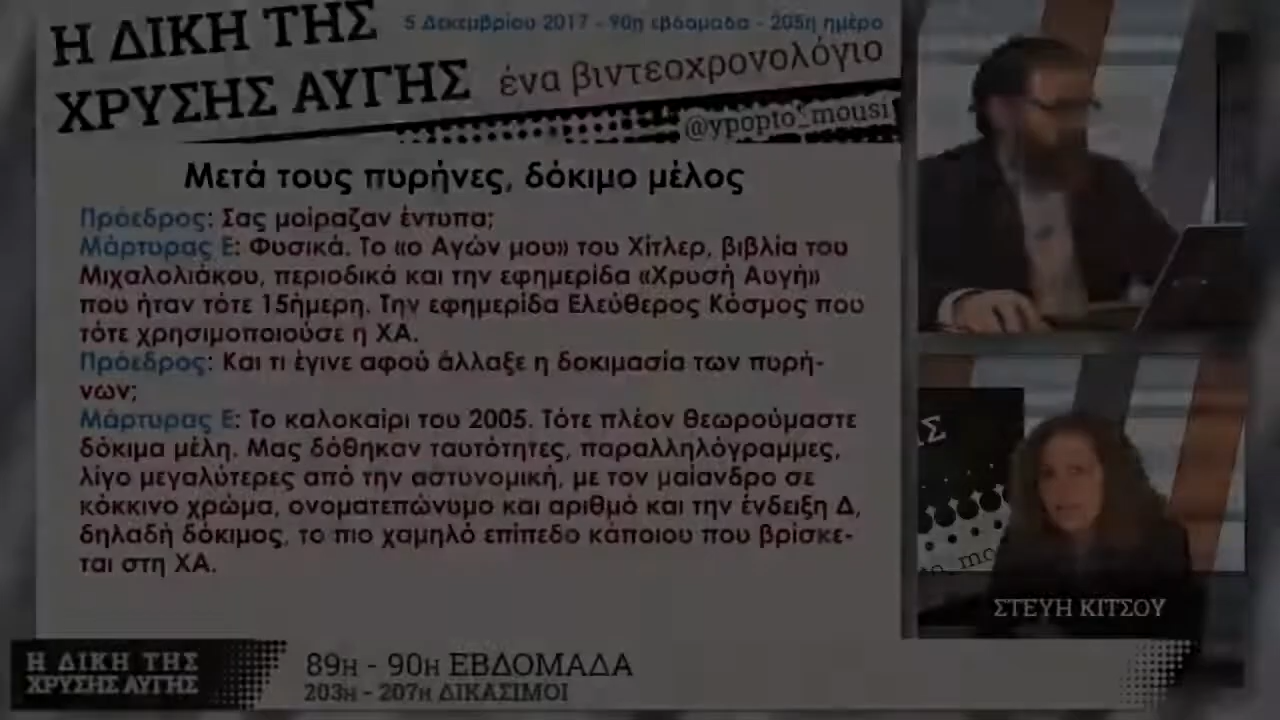 Η ΔΙΚΗ ΤΗΣ
ΧΡΥΣΗΣ ΑΥΓΗΣ
5 Δεκεμβρίου 2017 - 90η εβδομάδα - 205η ημέρα
ένα βιντεοχρονολόγιο
@ypopto_mousi
Μετά τους πυρήνες, δόκιμο μέλος
Πρόεδρος: Σας μοίραζαν έντυπα;
Μάρτυρας Ε: Φυσικά. Το «ο Αγών μου» του Χίτλερ, βιβλία του
Μιχαλολιάκου, περιοδικά και την εφημερίδα «Χρυσή Αυγή»
που ήταν τότε 15ήμερη. Την εφημερίδα Ελεύθερος Κόσμος που
τότε χρησιμοποιούσε η ΧΑ.
Πρόεδρος: Και τι έγινε αφού άλλαξε η δοκιμασία των πυρή-
νων;
Μάρτυρας Ε: Το καλοκαίρι του 2005. Τότε πλέον θεωρούμαστε
δόκιμα μέλη. Μας δόθηκαν ταυτότητες, παραλληλόγραμμες,
λίγο μεγαλύτερες από την αστυνομική, με τον μαίανδρο σε
κόκκινο χρώμα, ονοματεπώνυμο και αριθμό και την ένδειξη Δ,
δηλαδή δόκιμος, το πιο χαμηλό επίπεδο κάποιου που βρίσκε-
ται στη ΧΑ.
ΣΤΕΥΗ ΚΙΤΣΟΥ
Η ΔΙΚΗ ΤΗΣ
ΧΡΥΣΗΣ ΑΥΓΗΣ
89η - 90η ΕΒΔΟΜΑΔΑ
203η - 207η ΔΙΚΑΣΙΜΟΙ